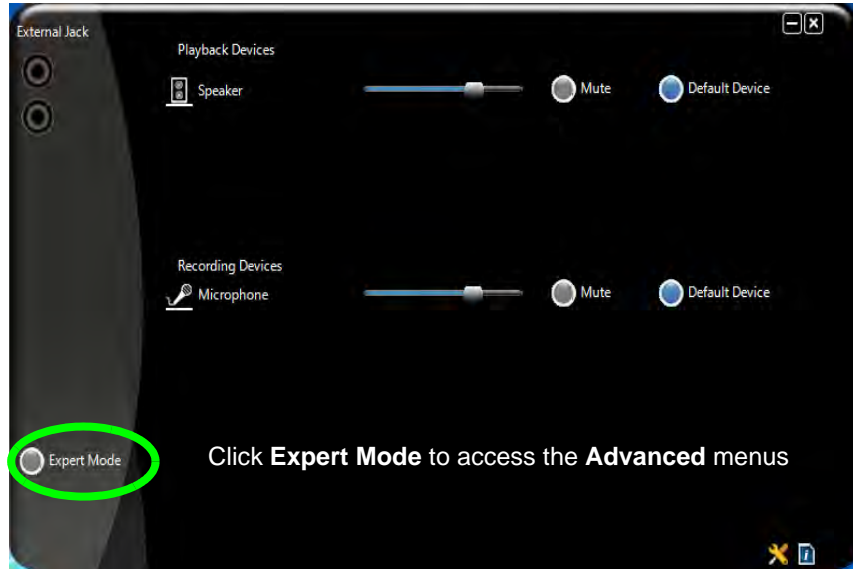 External Jack
Playback Devices
Speaker Mute Default Device
Recording Devices
Microphone Mute Default Device
Expert Mode
Click Expert Mode to access the Advanced menus